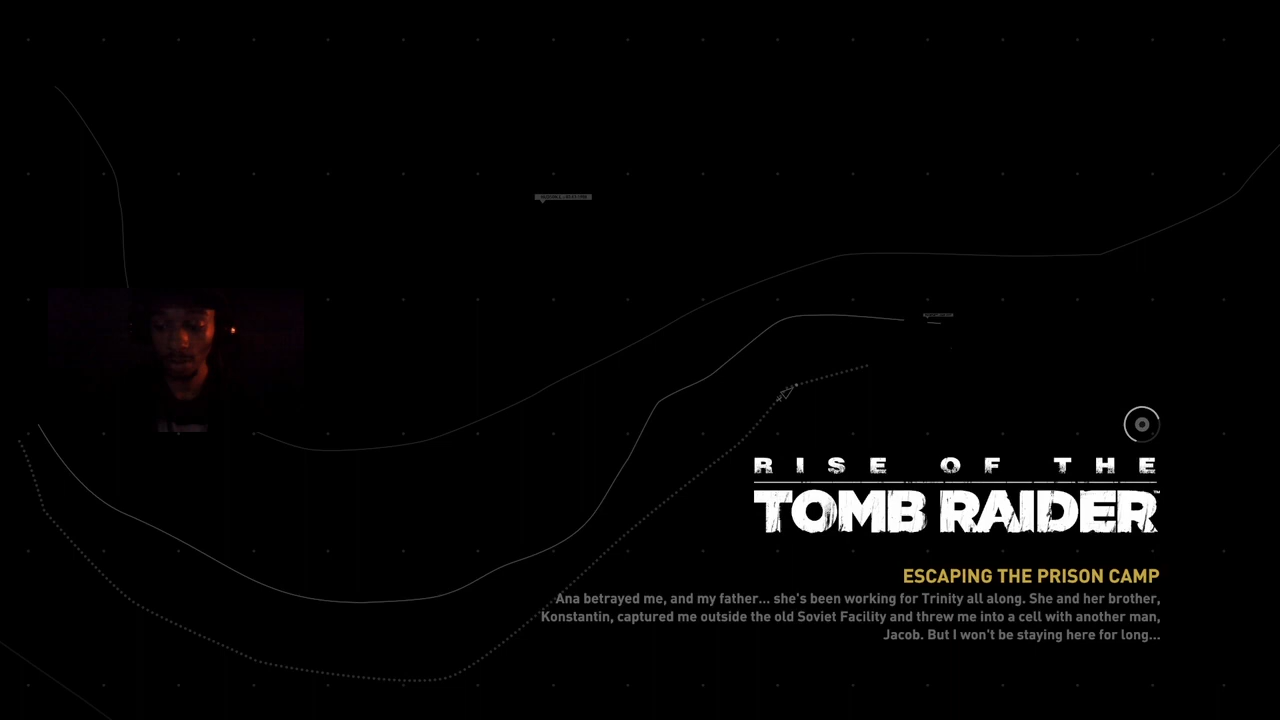 RISE OF THE
TOMB RAIDER
ESCAPING THE PRISON CAMP
Ana betrayed me, and my father... she's been working for Trinity all along. She and her brother,
Konstantin, captured me outside the old Soviet Facility and threw me into a cell with another man,
Jacob. But I won't be staying here for long...